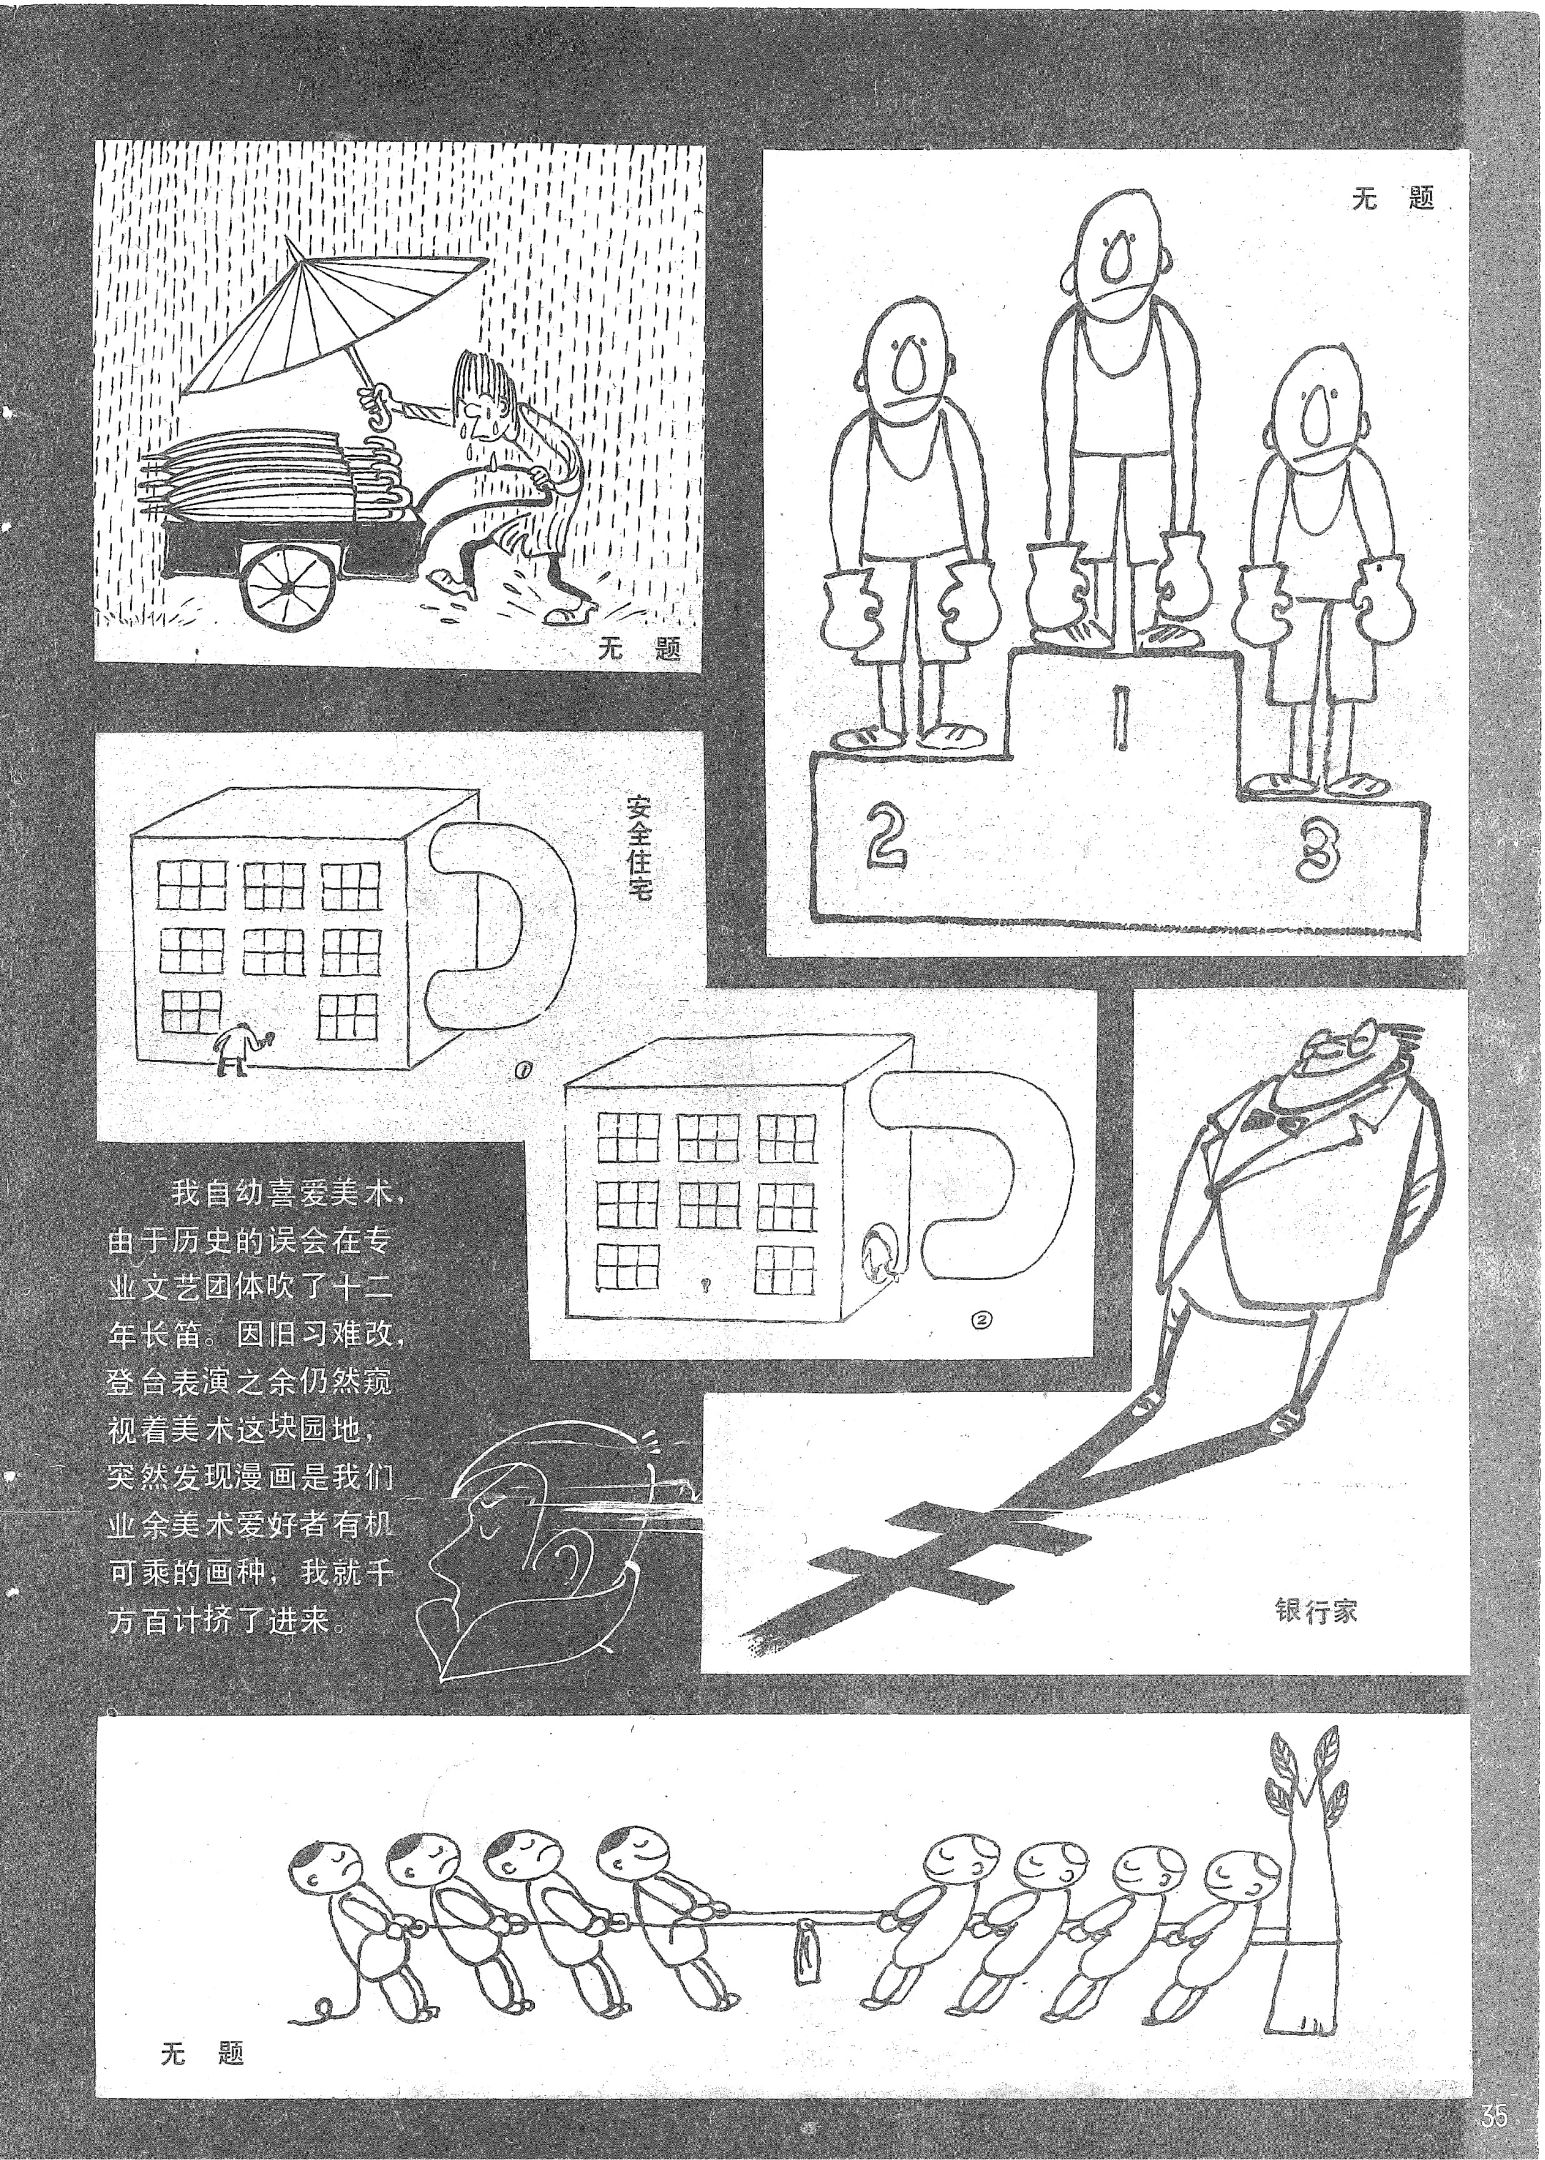 无 题
无 题
1
2
3
安全住宅
①
②
我自幼喜爱美术，
由于历史的误会在专
业文艺团体吹了十二
年长笛。因旧习难改，
登台表演之余仍然窥
视着美术这块园地，
突然发现漫画是我们
业余美术爱好者有机
可乘的画种，我就千
方百计挤了进来。
银行家
无 题
35